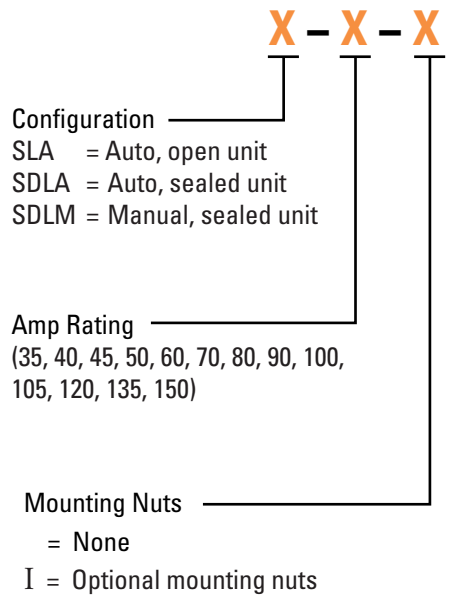 X – X – X
Configuration
SLA = Auto, open unit
SDLA = Auto, sealed unit
SDLM = Manual, sealed unit
Amp Rating
(35, 40, 45, 50, 60, 70, 80, 90, 100,
105, 120, 135, 150)
Mounting Nuts
= None
I = Optional mounting nuts